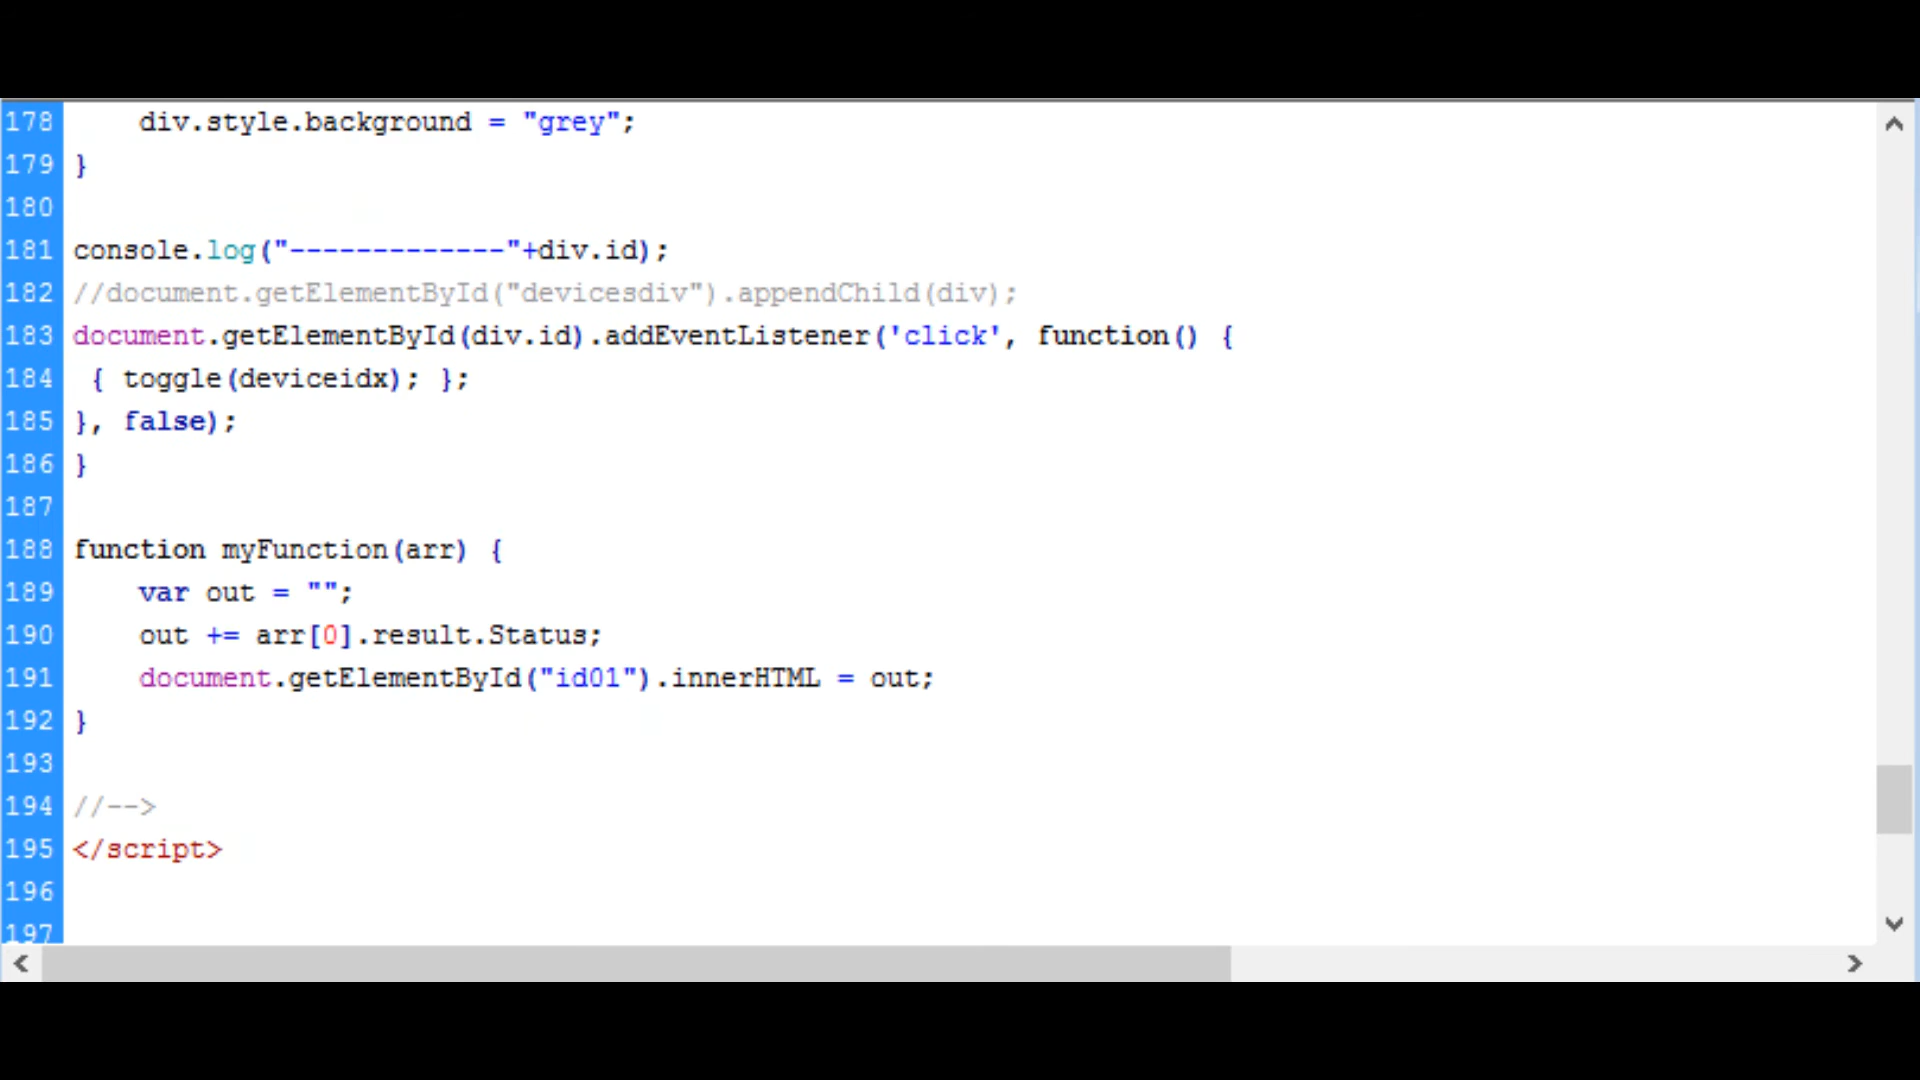 178     div.style.background = "grey";
179 }
180
181 console.log("-------------"+div.id);
182 //document.getElementById("devicesdiv").appendChild(div);
183 document.getElementById(div.id).addEventListener('click', function() {
184  { toggle(deviceidx); };
185 }, false);
186 }
187
188 function myFunction(arr) {
189     var out = "";
190     out += arr[0].result.Status;
191     document.getElementById("id01").innerHTML = out;
192 }
193
194 //-->
195 </script>
196
197